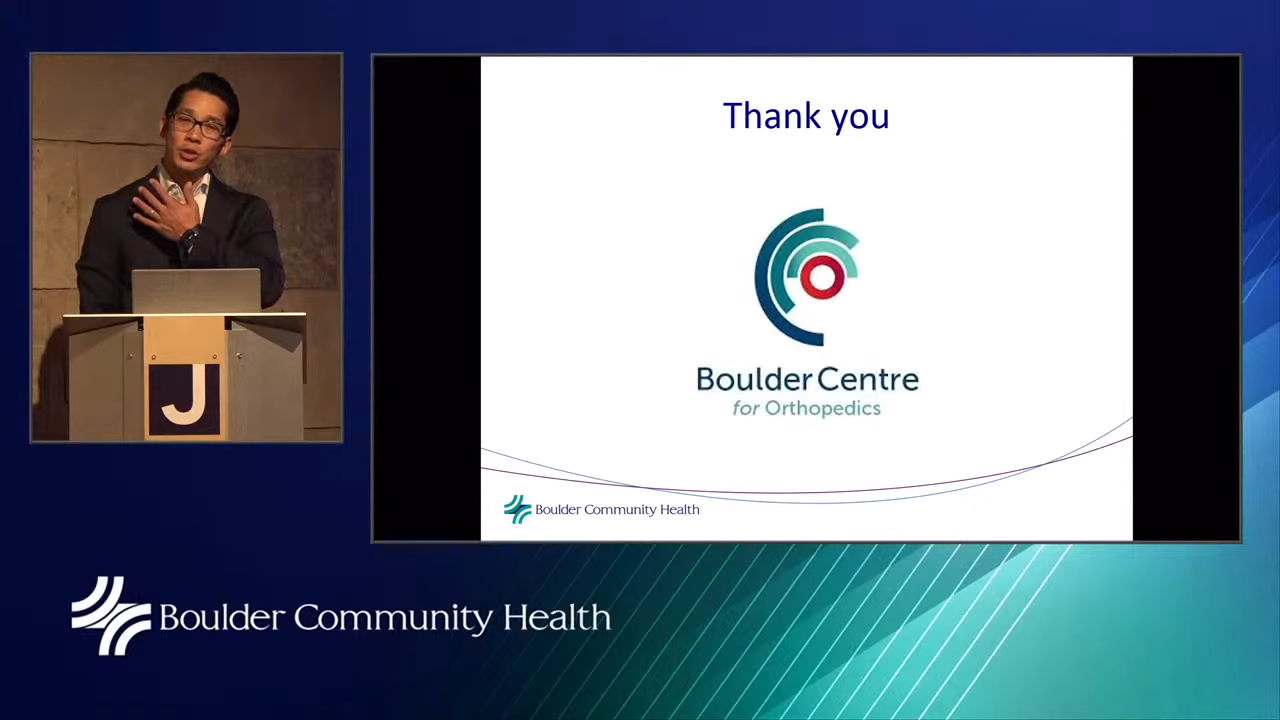 Thank you
Boulder Centre
for Orthopedics
Boulder Community Health
J
Boulder Community Health